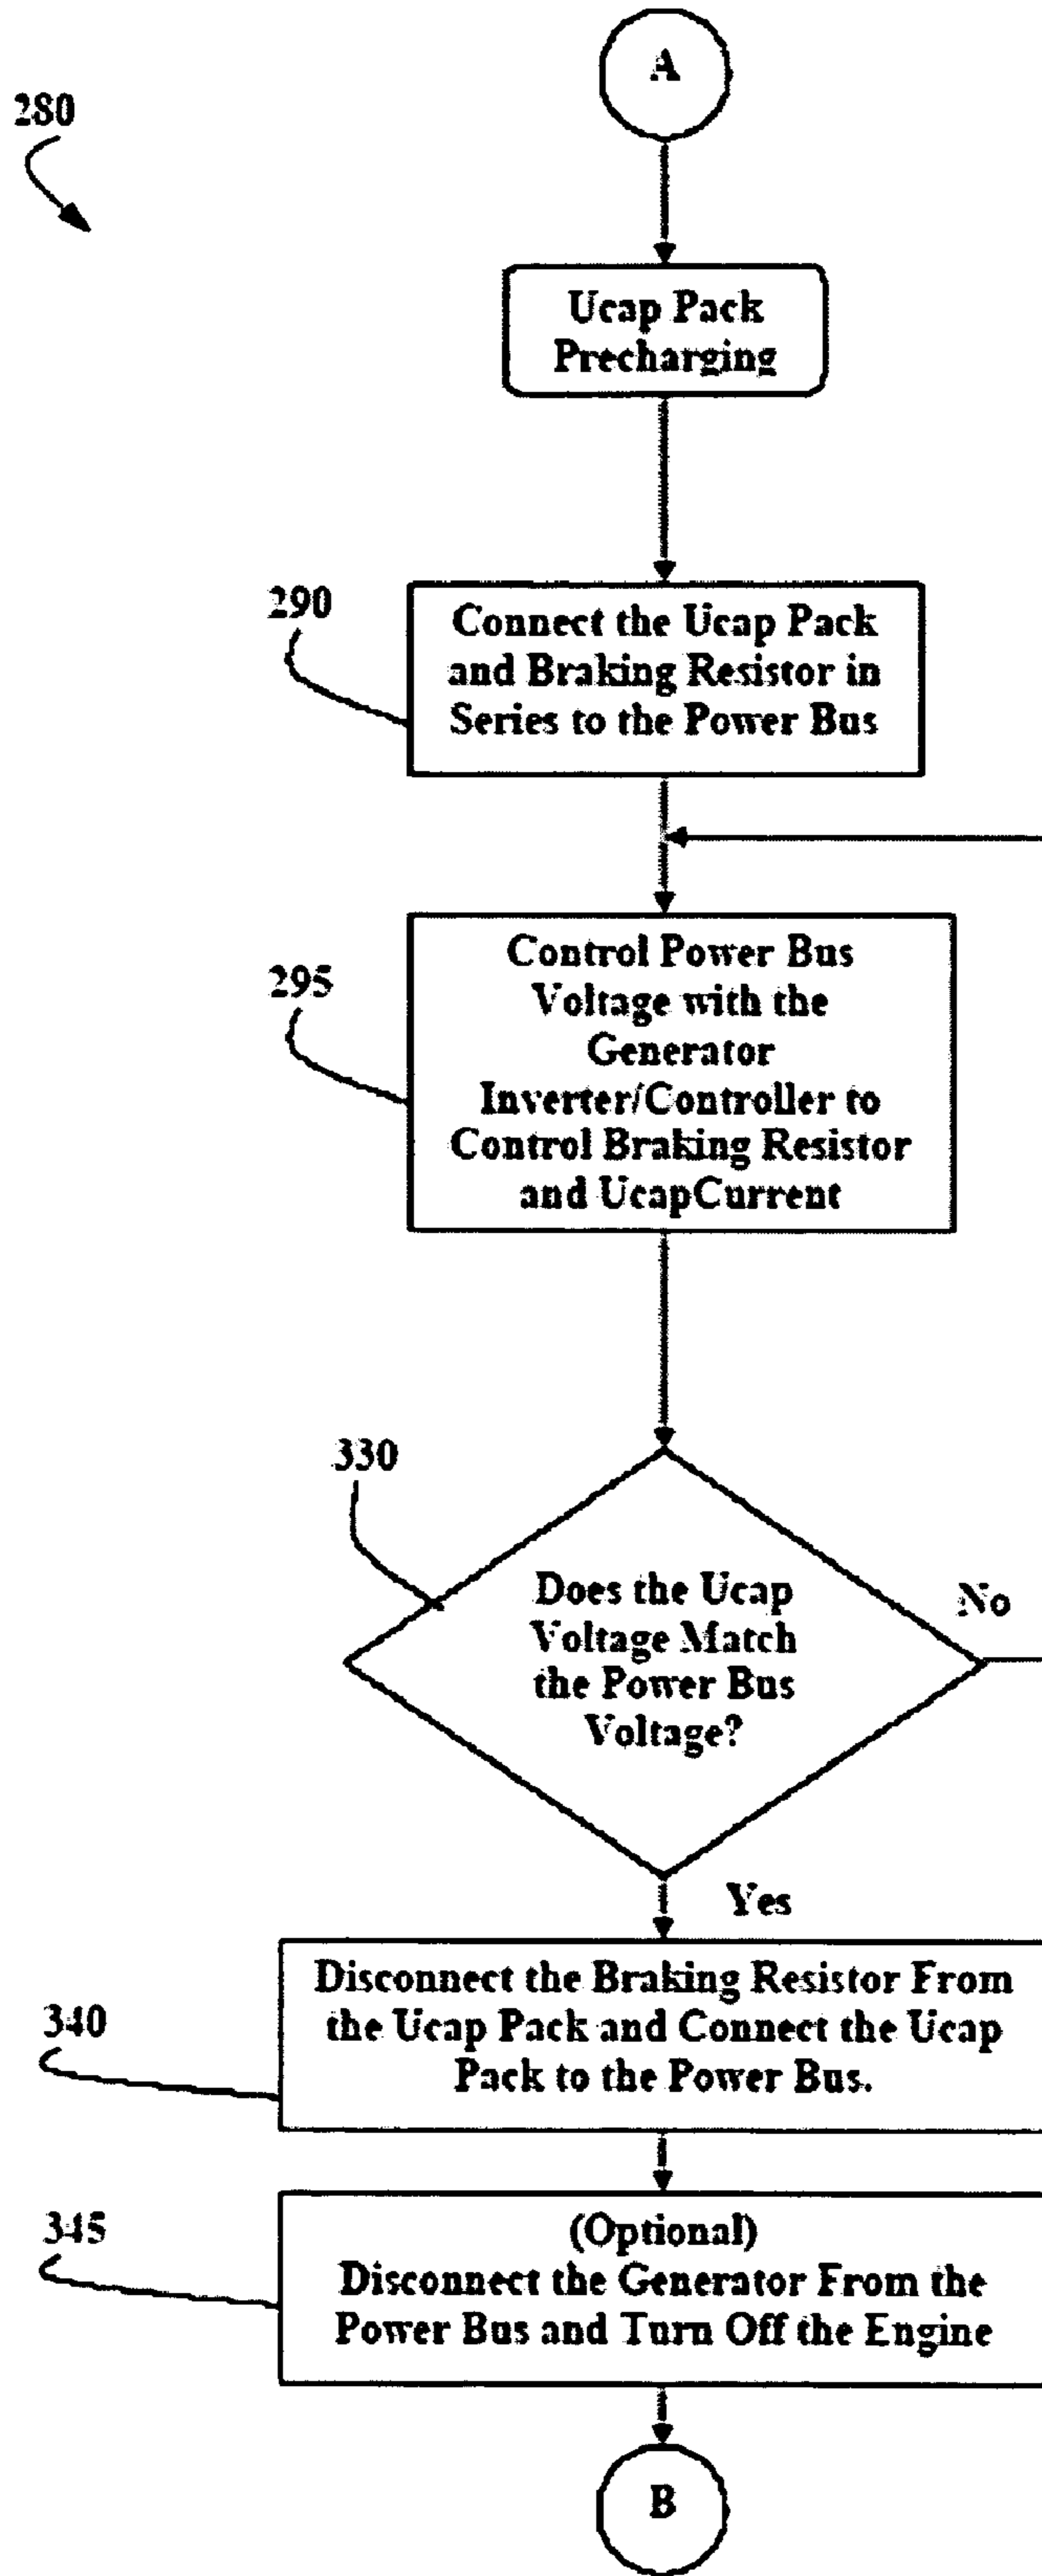 A
280
Ucap Pack
Precharging
290
Connect the Ucap Pack
and Braking Resistor in
Series to the Power Bus
295
Control Power Bus
Voltage with the
Generator
Inverter/Controller to
Control Braking Resistor
and UcapCurrent
330
Does the Ucap
Voltage Match
the Power Bus
Voltage?
No
Yes
340
Disconnect the Braking Resistor From
the Ucap Pack and Connect the Ucap
Pack to the Power Bus.
345
(Optional)
Disconnect the Generator From the
Power Bus and Turn Off the Engine
B